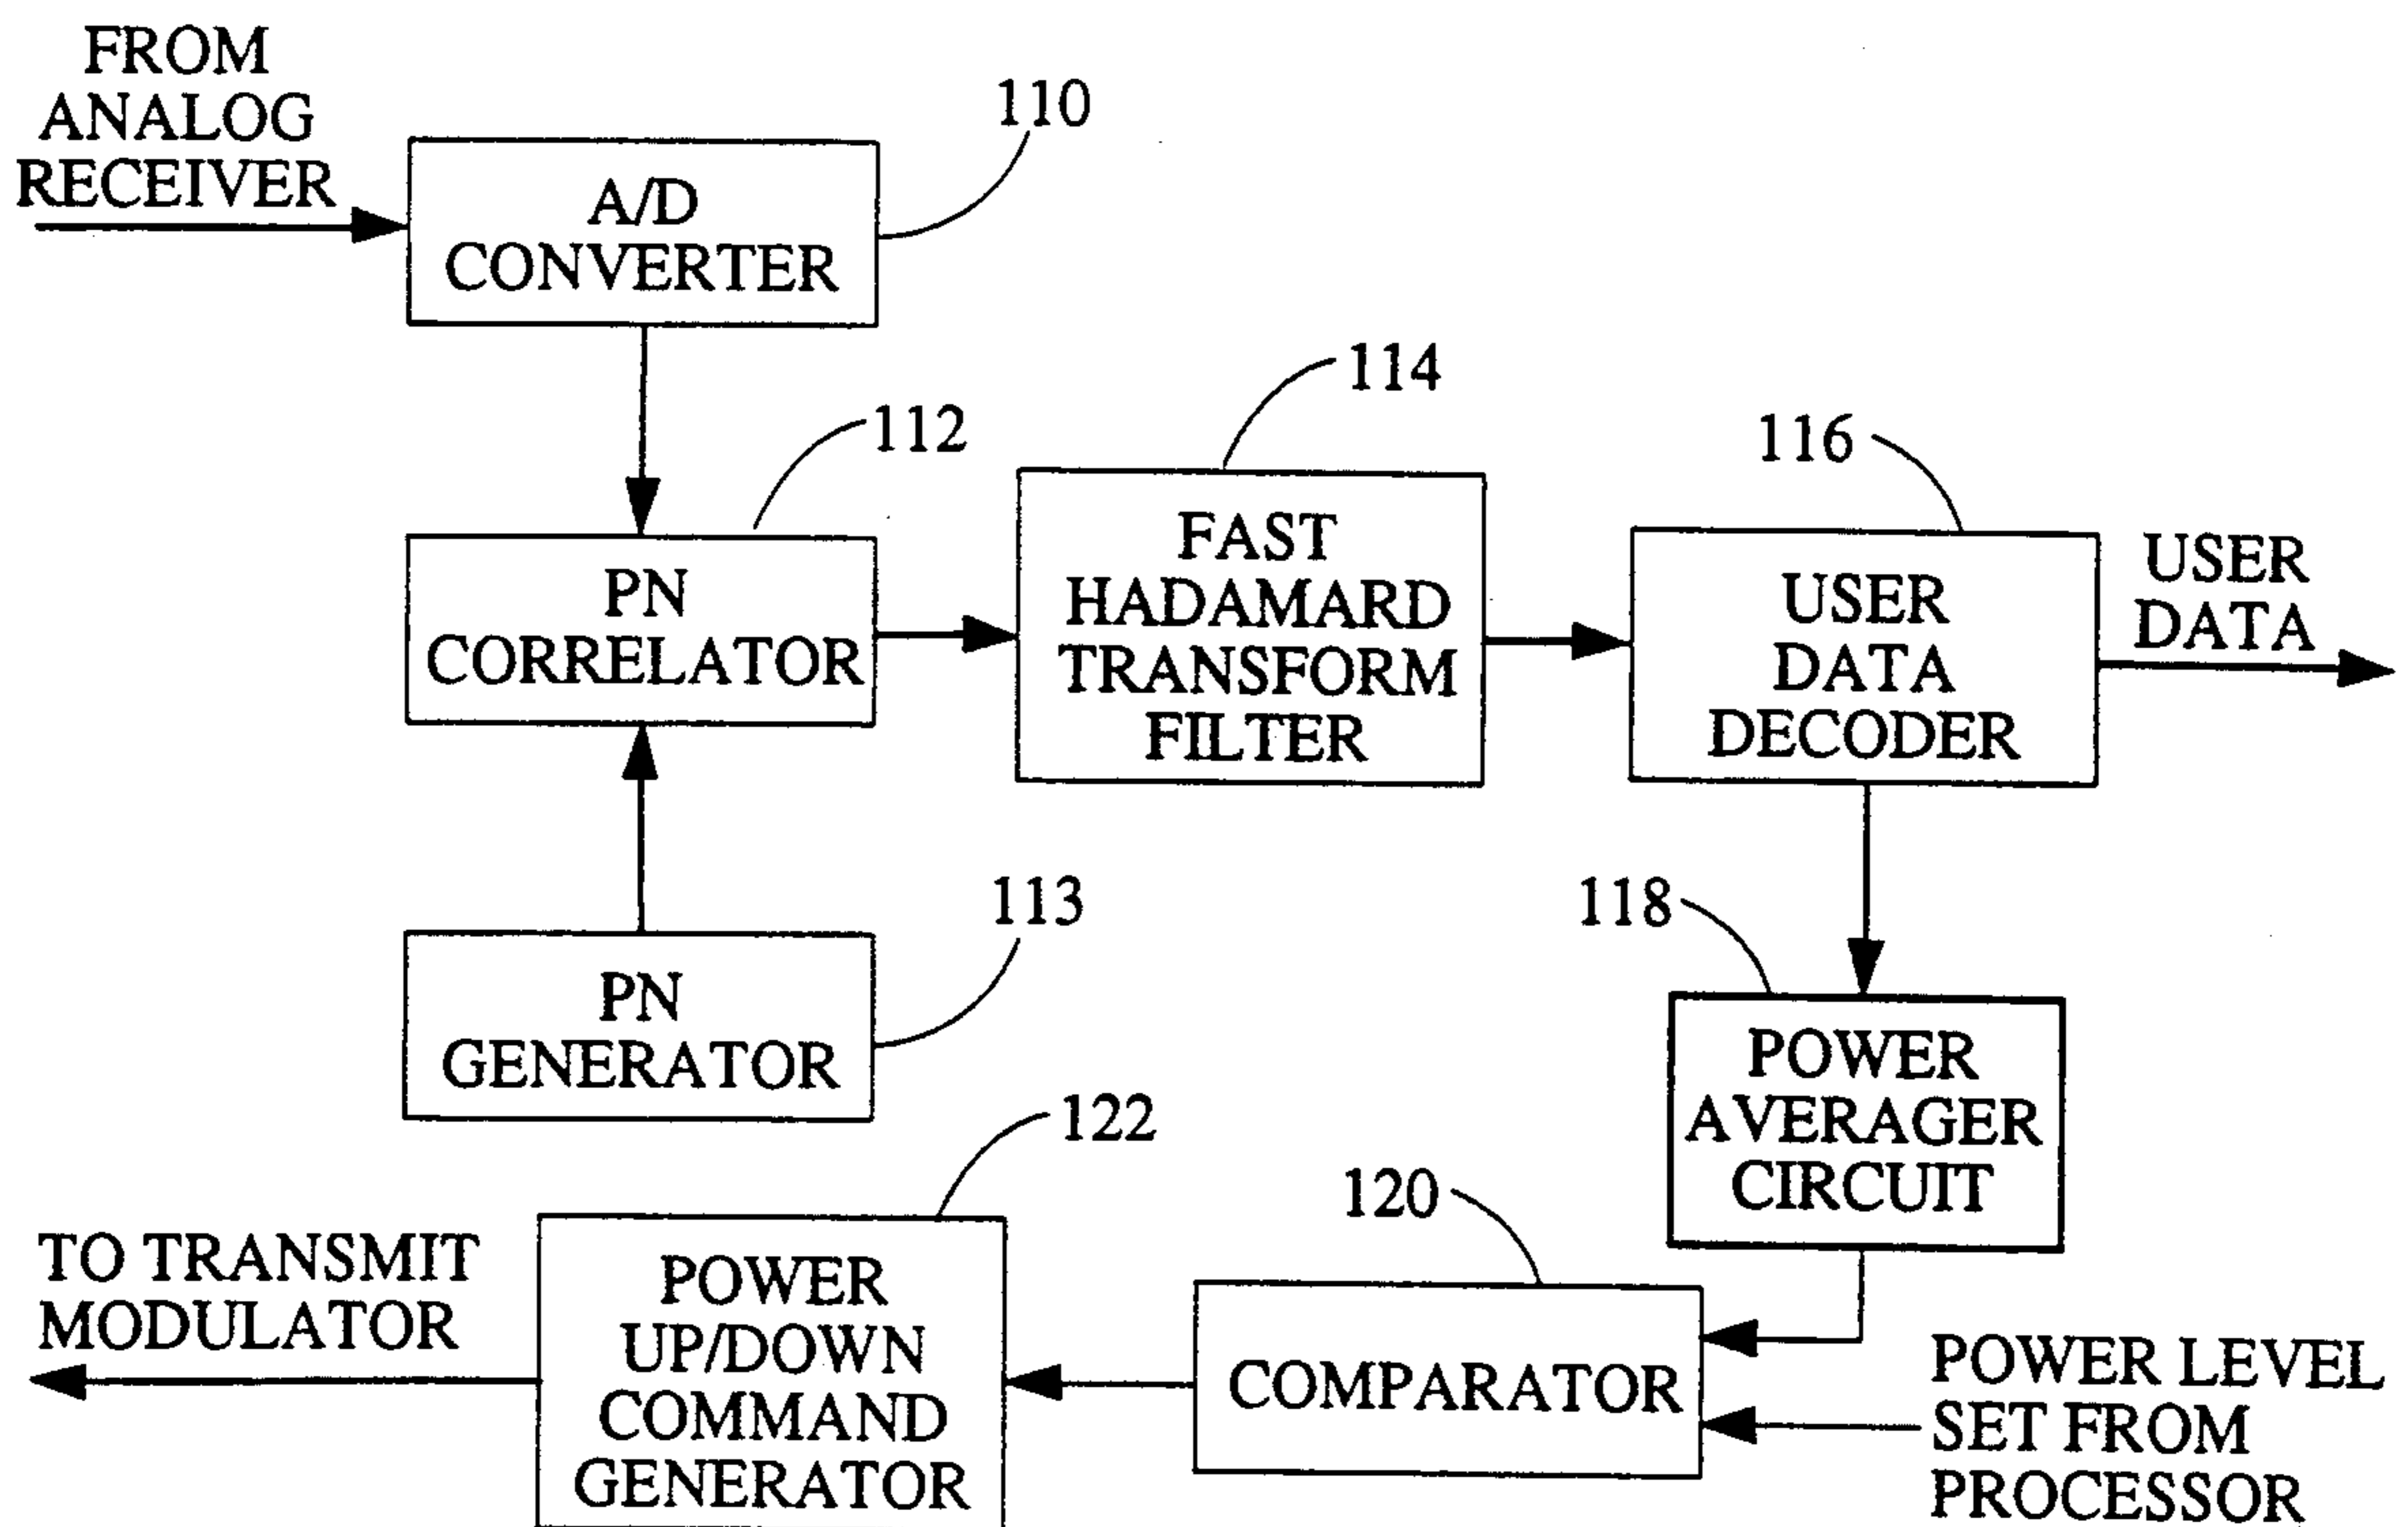 FROM
ANALOG
RECEIVER
110
A/D
CONVERTER
112
114
116
PN
CORRELATOR
FAST
HADAMARD
TRANSFORM
FILTER
USER
DATA
DECODER
USER
DATA
113
118
PN
GENERATOR
POWER
AVERAGER
CIRCUIT
122
120
TO TRANSMIT
MODULATOR
POWER
UP/DOWN
COMMAND
GENERATOR
COMPARATOR
POWER LEVEL
SET FROM
PROCESSOR